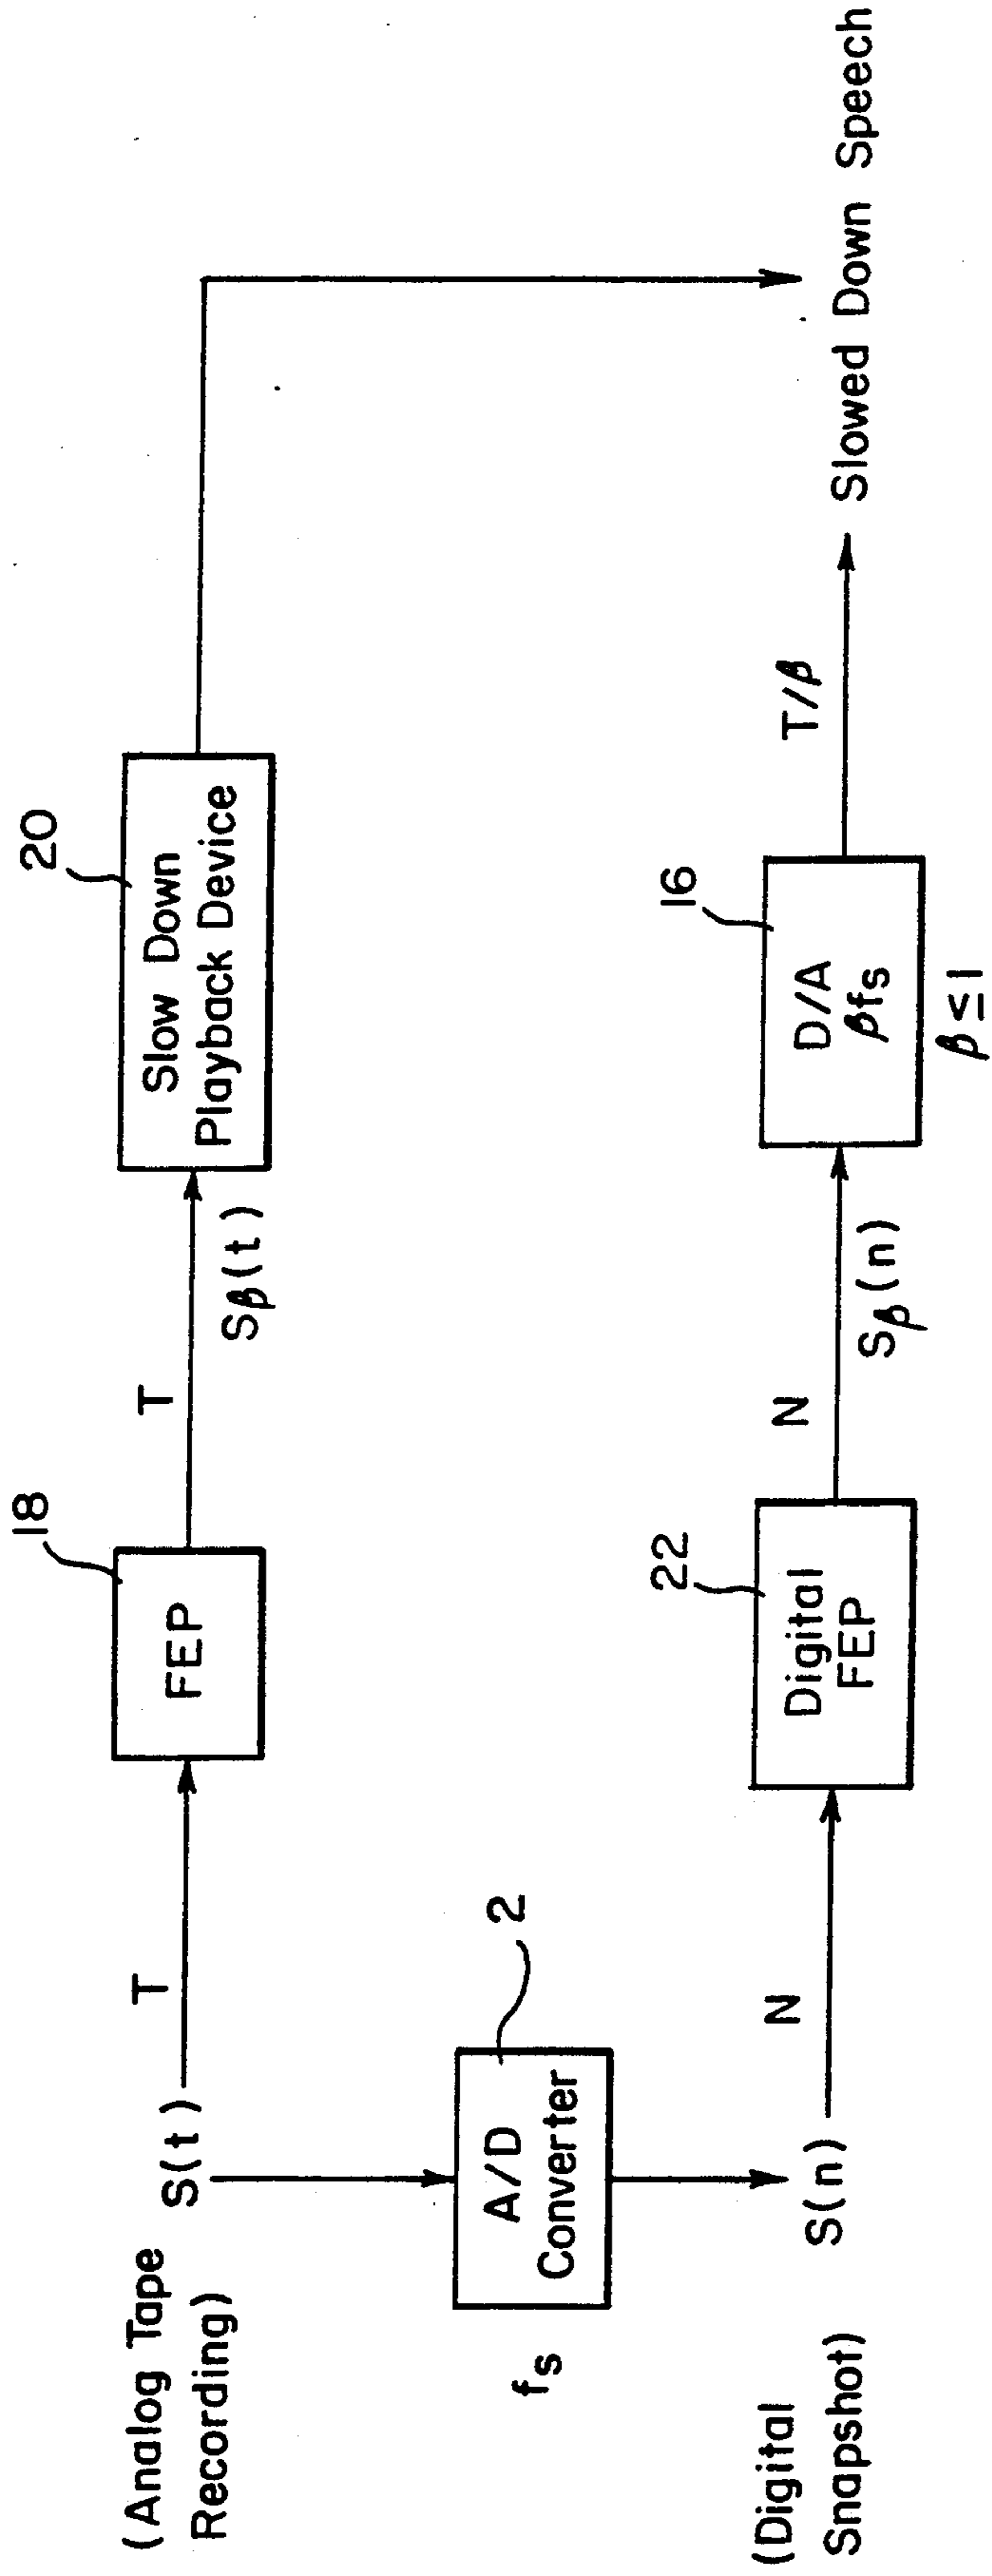 (Analog Tape
Recording)
S(t)
T
18
FEP
T
Sβ(t)
20
Slow Down
Playback Device
fs
A/D
Converter
2
(Digital
Snapshot)
S(n)
N
22
Digital
FEP
N
Sβ(n)
16
D/A
βfs
β≤1
T/β
Slowed Down Speech